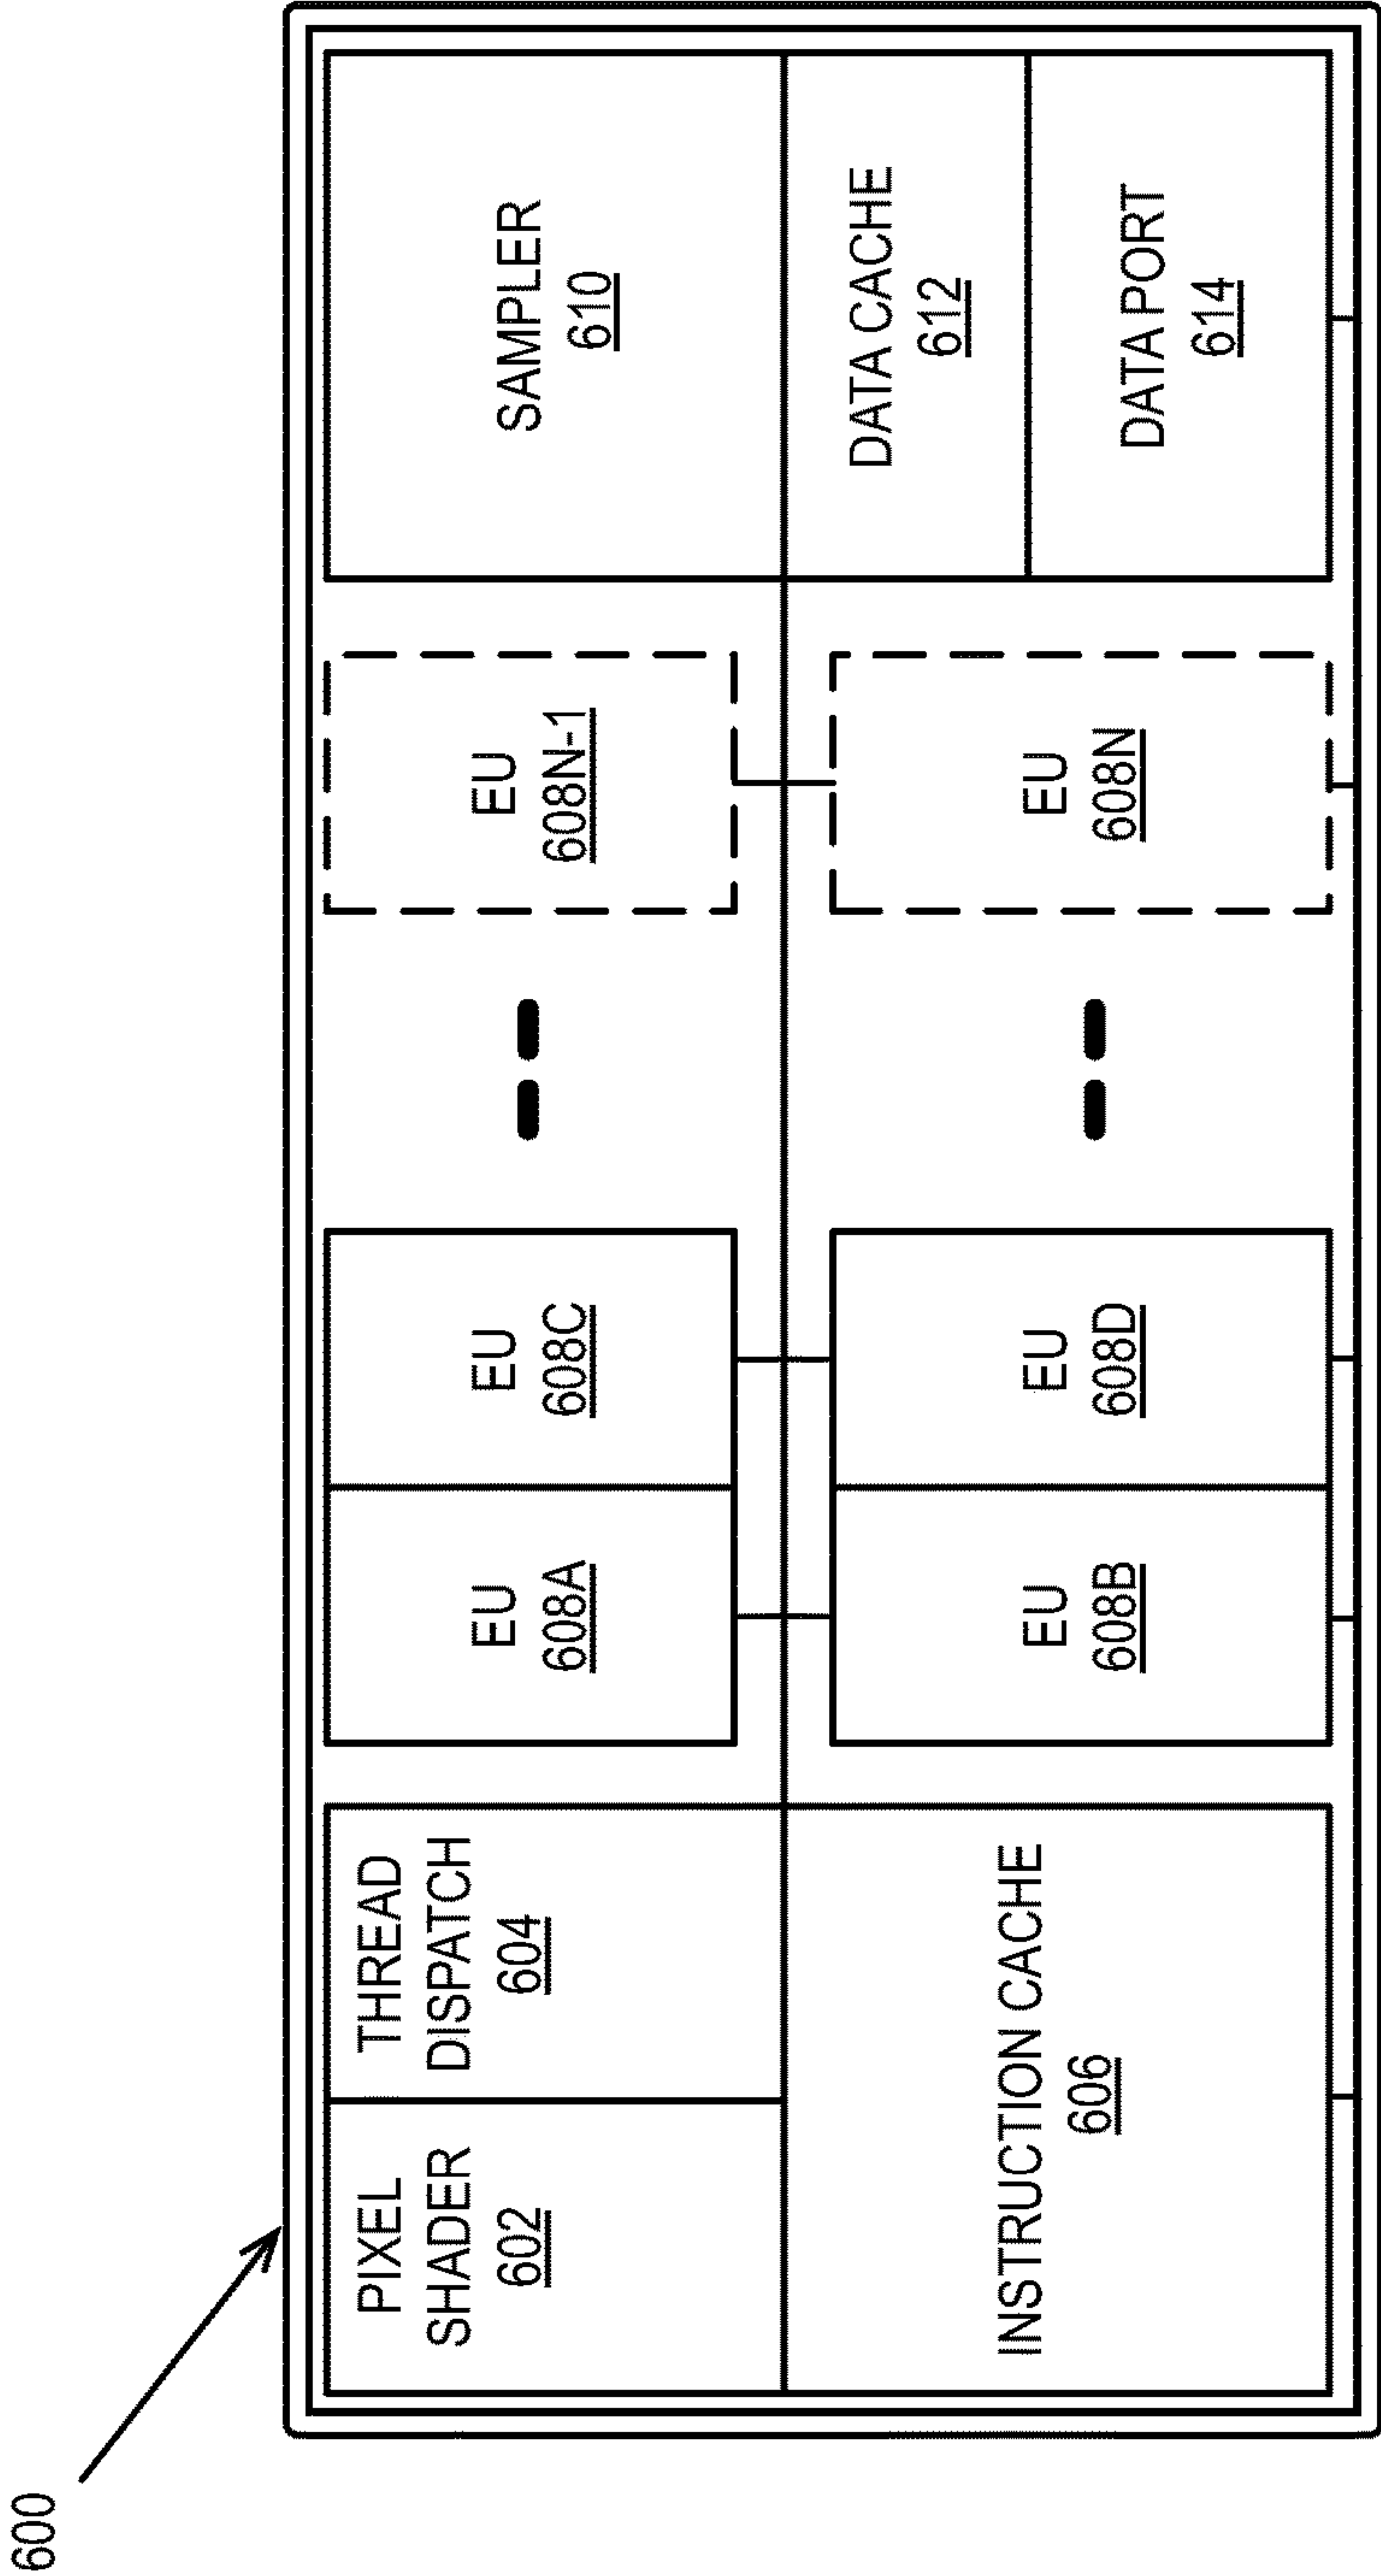 600
PIXEL
SHADER
602
THREAD
DISPATCH
604
INSTRUCTION CACHE
606
EU
608A
EU
608C
EU
608B
EU
608D
EU
608N-1
EU
608N
SAMPLER
610
DATA CACHE
612
DATA PORT
614